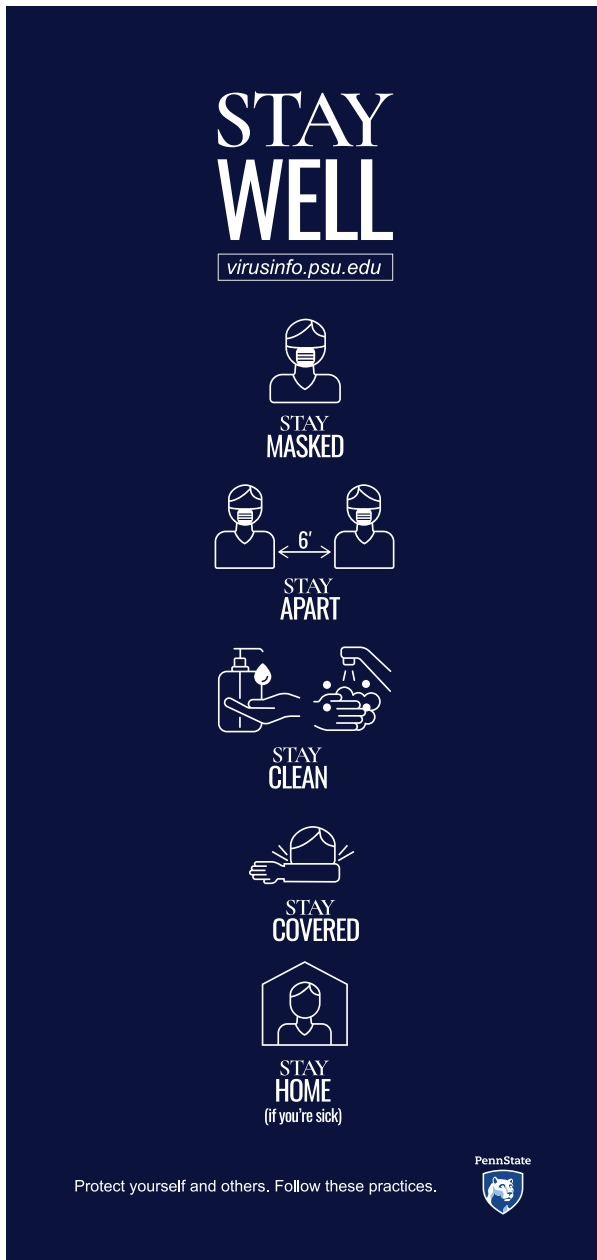 STAY
WELL
virusinfo.psu.edu
STAY
MASKED
6'
STAY
APART
STAY
CLEAN
STAY
COVERED
STAY
HOME
(if you're sick)
Protect yourself and others. Follow these practices.
PennState